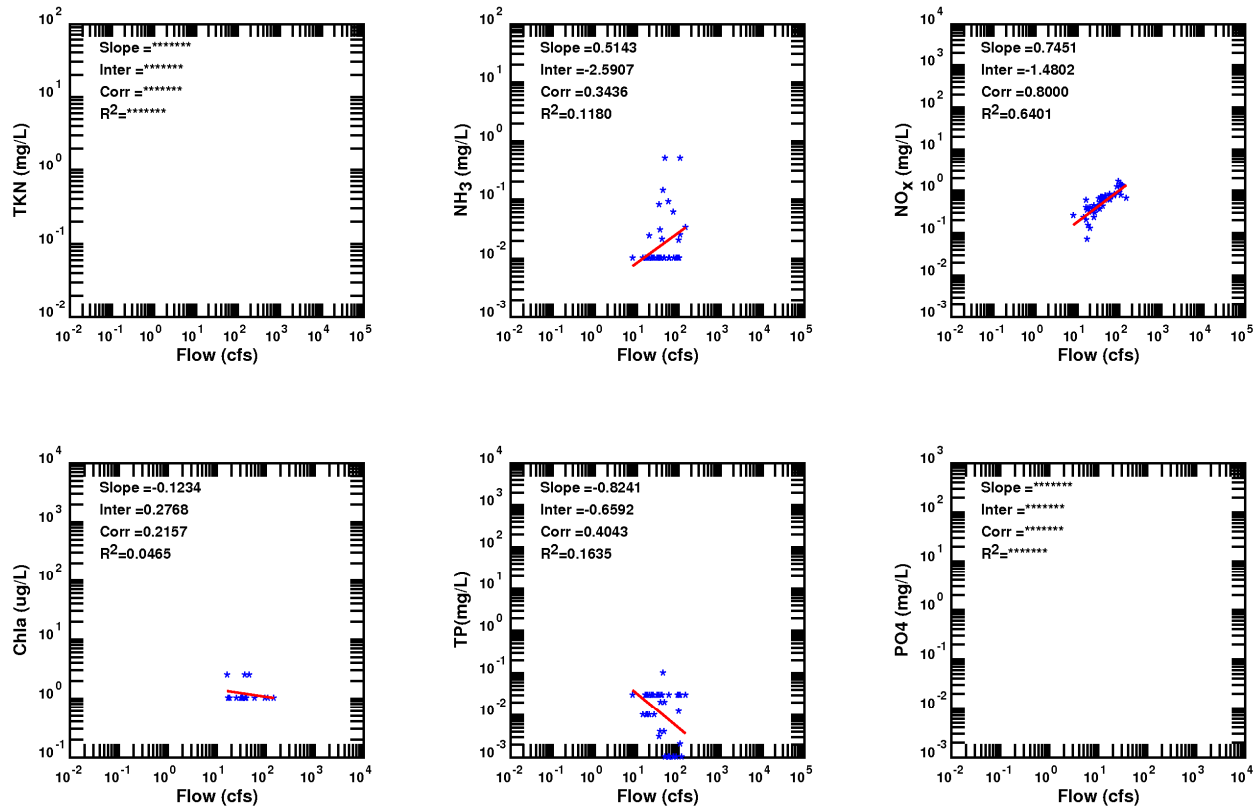 TKN (mg/L)
10^2
10^1
10^0
10^-1
10^-2
Slope =*******
Inter =*******
Corr =*******
R^2=*******
10^-2 10^-1 10^0 10^1 10^2 10^3 10^4 10^5
Flow (cfs)
NH3 (mg/L)
10^2
10^1
10^0
10^-1
10^-2
10^-3
Slope =0.5143
Inter =-2.5907
Corr =0.3436
R^2=0.1180
10^-2 10^-1 10^0 10^1 10^2 10^3 10^4 10^5
Flow (cfs)
NOx (mg/L)
10^4
10^3
10^2
10^1
10^0
10^-1
10^-2
10^-3
Slope =0.7451
Inter =-1.4802
Corr =0.8000
R^2=0.6401
10^-2 10^-1 10^0 10^1 10^2 10^3 10^4 10^5
Flow (cfs)
Chla (ug/L)
10^4
10^3
10^2
10^1
10^0
10^-1
Slope =-0.1234
Inter =0.2768
Corr =0.2157
R^2=0.0465
10^-2 10^-1 10^0 10^1 10^2 10^3 10^4
Flow (cfs)
TP(mg/L)
10^4
10^3
10^2
10^1
10^0
10^-1
10^-2
10^-3
Slope =-0.8241
Inter =-0.6592
Corr =0.4043
R^2=0.1635
10^-2 10^-1 10^0 10^1 10^2 10^3 10^4 10^5
Flow (cfs)
PO4 (mg/L)
10^3
10^2
10^1
10^0
10^-1
10^-2
10^-3
Slope =*******
Inter =*******
Corr =*******
R^2=*******
10^-2 10^-1 10^0 10^1 10^2 10^3 10^4
Flow (cfs)